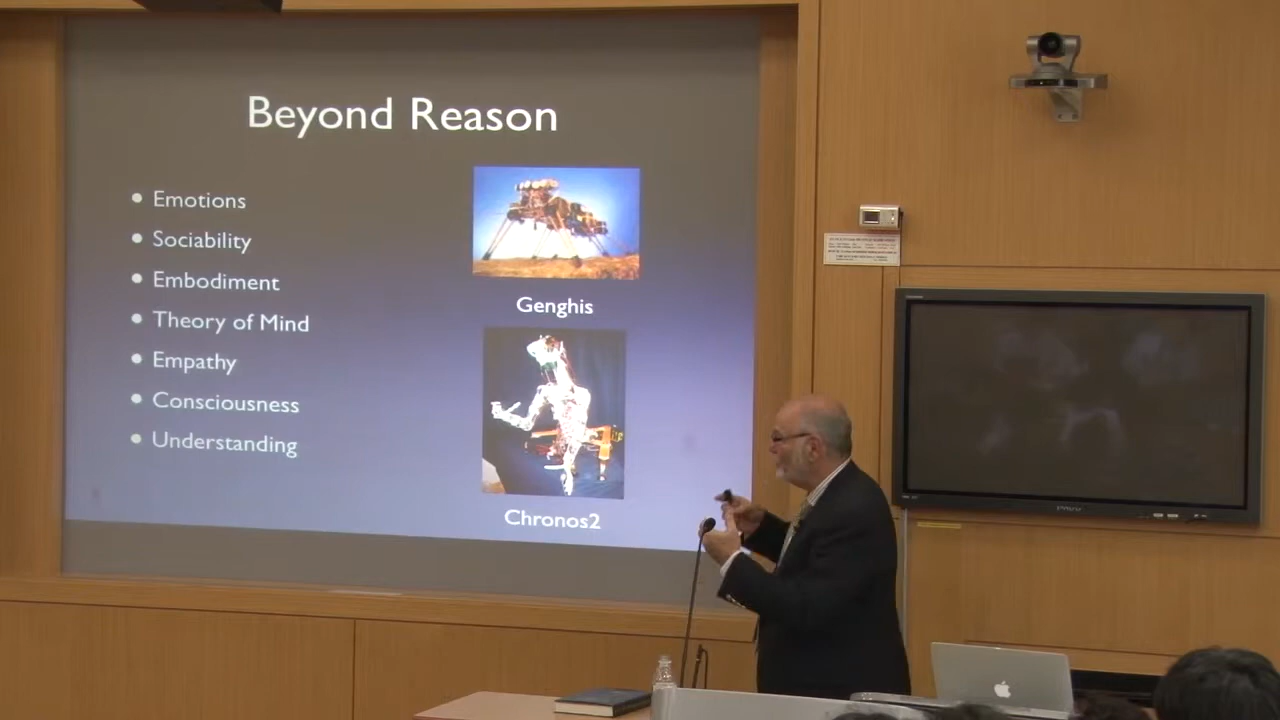 Beyond Reason
Emotions
Sociability
Embodiment
Theory of Mind
Empathy
Consciousness
Understanding
Genghis
Chronos2